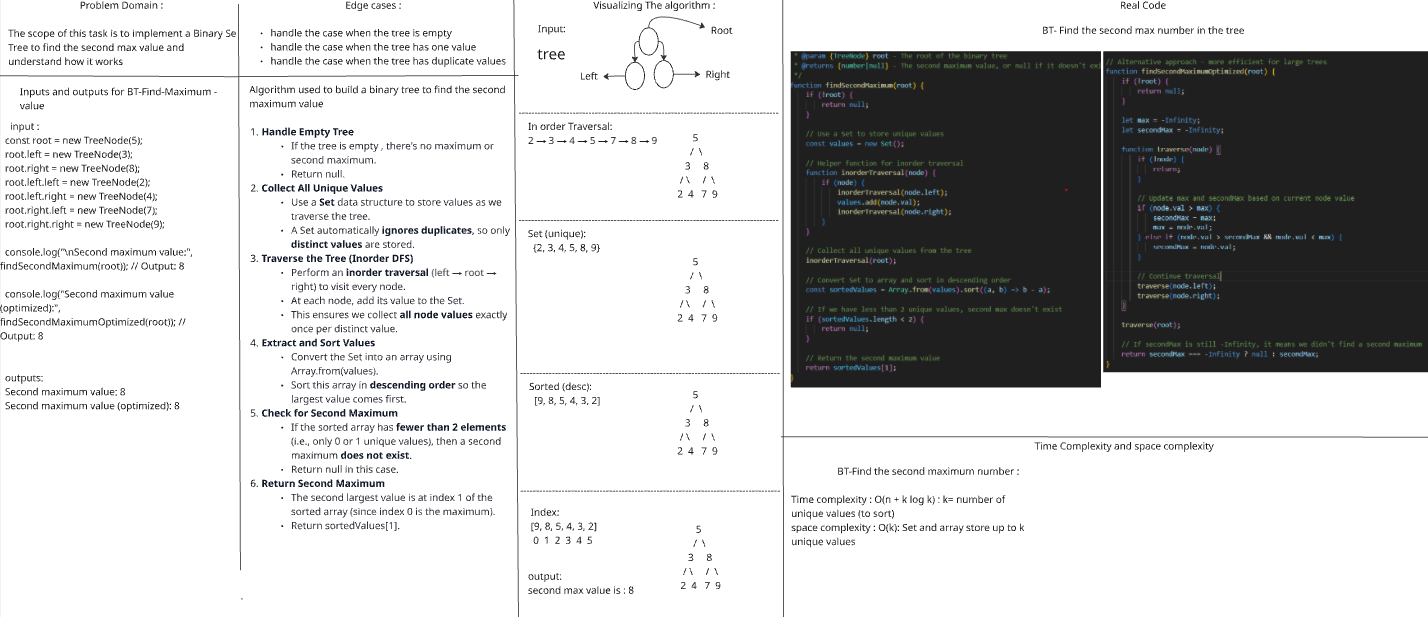 Problem Domain :
The scope of this task is to implement a Binary Se
Tree to find the second max value and
understand how it works
Inputs and outputs for BT-Find-Maximum -
value
input :
const root = new TreeNode(5);
root.left = new TreeNode(3);
root.right = new TreeNode(8);
root.left.left = new TreeNode(2);
root.left.right = new TreeNode(4);
root.right.left = new TreeNode(7);
root.right.right = new TreeNode(9);
console.log("\nSecond maximum value:",
findSecondMaximum(root)); // Output: 8
console.log("Second maximum value
(optimized):",
findSecondMaximumOptimized(root)); //
Output: 8
outputs:
Second maximum value: 8
Second maximum value (optimized): 8
Edge cases :
• handle the case when the tree is empty
• handle the case when the tree has one value
• handle the case when the tree has duplicate values
Algorithm used to build a binary tree to find the second
maximum value
1. Handle Empty Tree
• If the tree is empty , there's no maximum or
second maximum.
• Return null.
2. Collect All Unique Values
• Use a Set data structure to store values as we
traverse the tree.
• A Set automatically ignores duplicates, so only
distinct values are stored.
3. Traverse the Tree (Inorder DFS)
• Perform an inorder traversal (left → root →
right) to visit every node.
• At each node, add its value to the Set.
• This ensures we collect all node values exactly
once per distinct value.
4. Extract and Sort Values
• Convert the Set into an array using
Array.from(values).
• Sort this array in descending order so the
largest value comes first.
5. Check for Second Maximum
• If the sorted array has fewer than 2 elements
(i.e., only 0 or 1 unique values), then a second
maximum does not exist.
• Return null in this case.
6. Return Second Maximum
• The second largest value is at index 1 of the
sorted array (since index 0 is the maximum).
• Return sortedValues[1].
Visualizing The algorithm :
Input:
tree
Root
Left
Right
In order Traversal:
2 → 3 → 4 → 5 → 7 → 8 → 9
5
/ \
3 8
/ \ / \
2 4 7 9
Set (unique):
{2, 3, 4, 5, 8, 9}
5
/ \
3 8
/ \ / \
2 4 7 9
Sorted (desc):
[9, 8, 5, 4, 3, 2]
5
/ \
3 8
/ \ / \
2 4 7 9
Index:
[9, 8, 5, 4, 3, 2]
0 1 2 3 4 5
5
/ \
3 8
/ \ / \
2 4 7 9
output:
second max value is : 8
Real Code
BT- Find the second max number in the tree
* @param {TreeNode} root - The root of the binary tree
* @returns {number|null} - The second maximum value, or null if it doesn't exi
*/
function findSecondMaximum(root) {
if (!root) {
return null;
}
// Use a Set to store unique values
const values = new Set();
// Helper function for inorder traversal
function inorderTraversal(node) {
if (node) {
inorderTraversal(node.left);
values.add(node.val);
inorderTraversal(node.right);
}
}
// Collect all unique values from the tree
inorderTraversal(root);
// Convert Set to array and sort in descending order
const sortedValues = Array.from(values).sort((a, b) => b - a);
// If we have less than 2 unique values, second max doesn't exist
if (sortedValues.length < 2) {
return null;
}
// Return the second maximum value
return sortedValues[1];
}
// Alternative approach - more efficient for large trees
function findSecondMaximumOptimized(root) {
if (!root) {
return null;
}
let max = -Infinity;
let secondMax = -Infinity;
function traverse(node) {
if (!node) {
return;
}
// Update max and secondMax based on current node value
if (node.val > max) {
secondMax = max;
max = node.val;
} else if (node.val > secondMax && node.val < max) {
secondMax = node.val;
}
// Continue traversal
traverse(node.left);
traverse(node.right);
}
traverse(root);
// If secondMax is still -Infinity, it means we didn't find a second maximum
return secondMax === -Infinity ? null : secondMax;
}
Time Complexity and space complexity
BT-Find the second maximum number :
Time complexity : O(n + k log k) : k= number of
unique values (to sort)
space complexity : O(k): Set and array store up to k
unique values